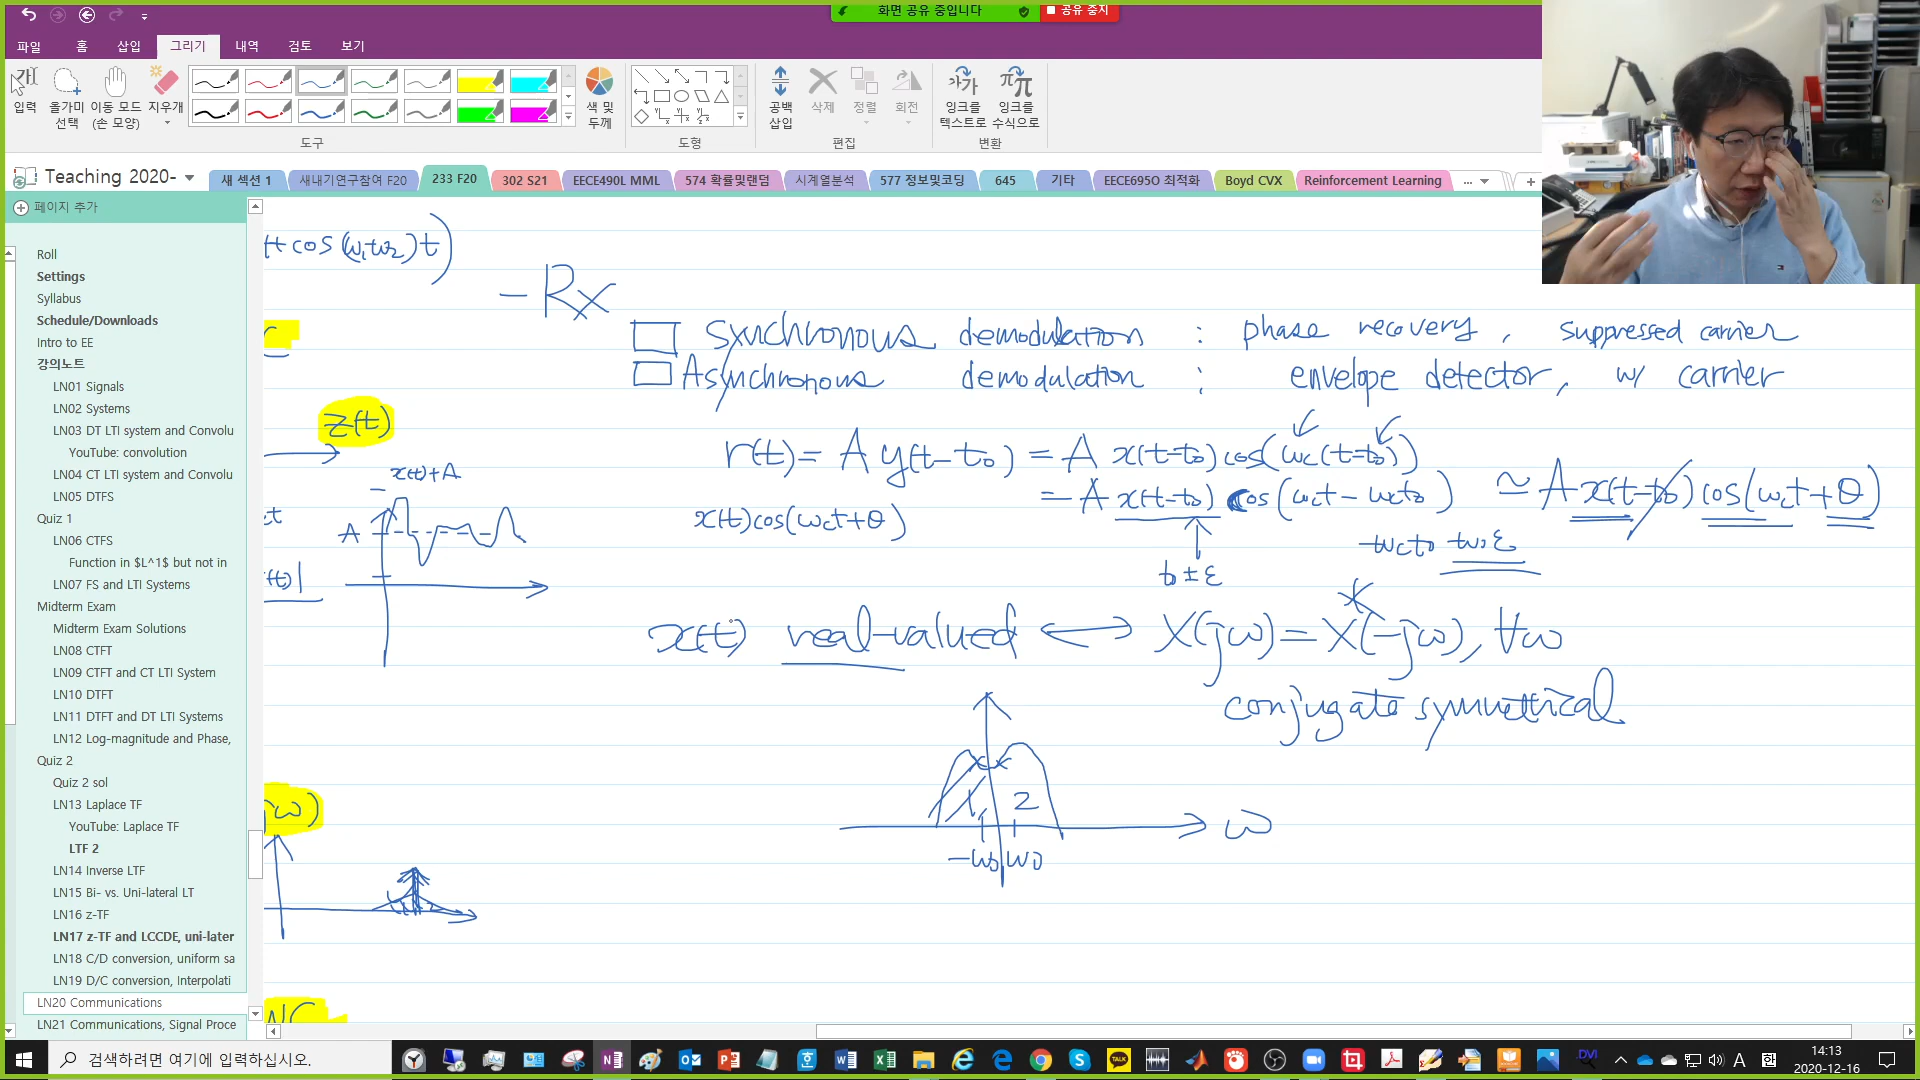 화면 공유 중입니다
공유 중지
파일 홈 삽입 그리기 내역 검토 보기
입력
올가미 선택
이동 모드 (손 모양)
지우개
색 및 두께
공백 삽입
삭제
정렬
회전
잉크를 텍스트로
잉크를 수식으로
도구 도형 편집 변환
Teaching 2020-
새 섹션 1
새내기연구참여 F20
233 F20
302 S21
EECE490L MML
574 확률및랜덤
시계열분석
577 정보및코딩
645
기타
EECE695O 최적화
Boyd CVX
Reinforcement Learning
페이지 추가
Roll
Settings
Syllabus
Schedule/Downloads
Intro to EE
강의노트
LN01 Signals
LN02 Systems
LN03 DT LTI system and Convolu
YouTube: convolution
LN04 CT LTI system and Convolu
LN05 DTFS
Quiz 1
LN06 CTFS
Function in $L^1$ but not in
LN07 FS and LTI Systems
Midterm Exam
Midterm Exam Solutions
LN08 CTFT
LN09 CTFT and CT LTI System
LN10 DTFT
LN11 DTFT and DT LTI Systems
LN12 Log-magnitude and Phase,
Quiz 2
Quiz 2 sol
LN13 Laplace TF
YouTube: Laplace TF
LTF 2
LN14 Inverse LTF
LN15 Bi- vs. Uni-lateral LT
LN16 z-TF
LN17 z-TF and LCCDE, uni-later
LN18 C/D conversion, uniform sa
LN19 D/C conversion, Interpolati
LN20 Communications
LN21 Communications, Signal Proce
+ cos(ω₁+ω₂)t)
- Rx
Synchronous demodulation : phase recovery, suppressed carrier
Asynchronous demodulation : envelope detector, w/ carrier
z(t)
x(t)+A
A
r(t) = A y(t-t₀) = A x(t-t₀) cos(ωc(t-t₀))
= A x(t-t₀) cos(ωct - ωct₀) ≃ A x(t-t₀) cos(ωct+θ)
x(t)cos(ωct+θ)
t₀ ± ε
x(t) real-valued ↔ X(jω) = X*(-jω), ∀ω
conjugate symmetrical
1 2
-ω₀ ω₀ ω
검색하려면 여기에 입력하십시오.
14:13
2020-12-16